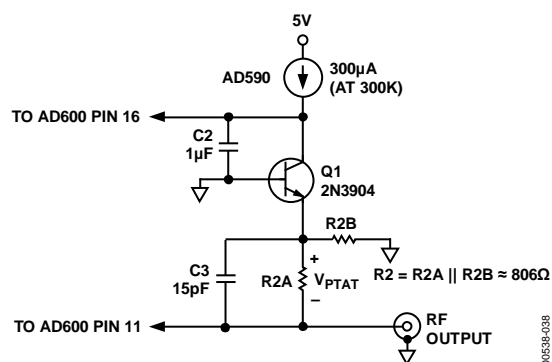 5V
AD590
300µA
(AT 300K)
TO AD600 PIN 16
C2
1µF
Q1
2N3904
R2B
C3
15pF
R2A
+
VPTAT
–
R2 = R2A || R2B ≈ 806Ω
TO AD600 PIN 11
RF
OUTPUT
00538-038